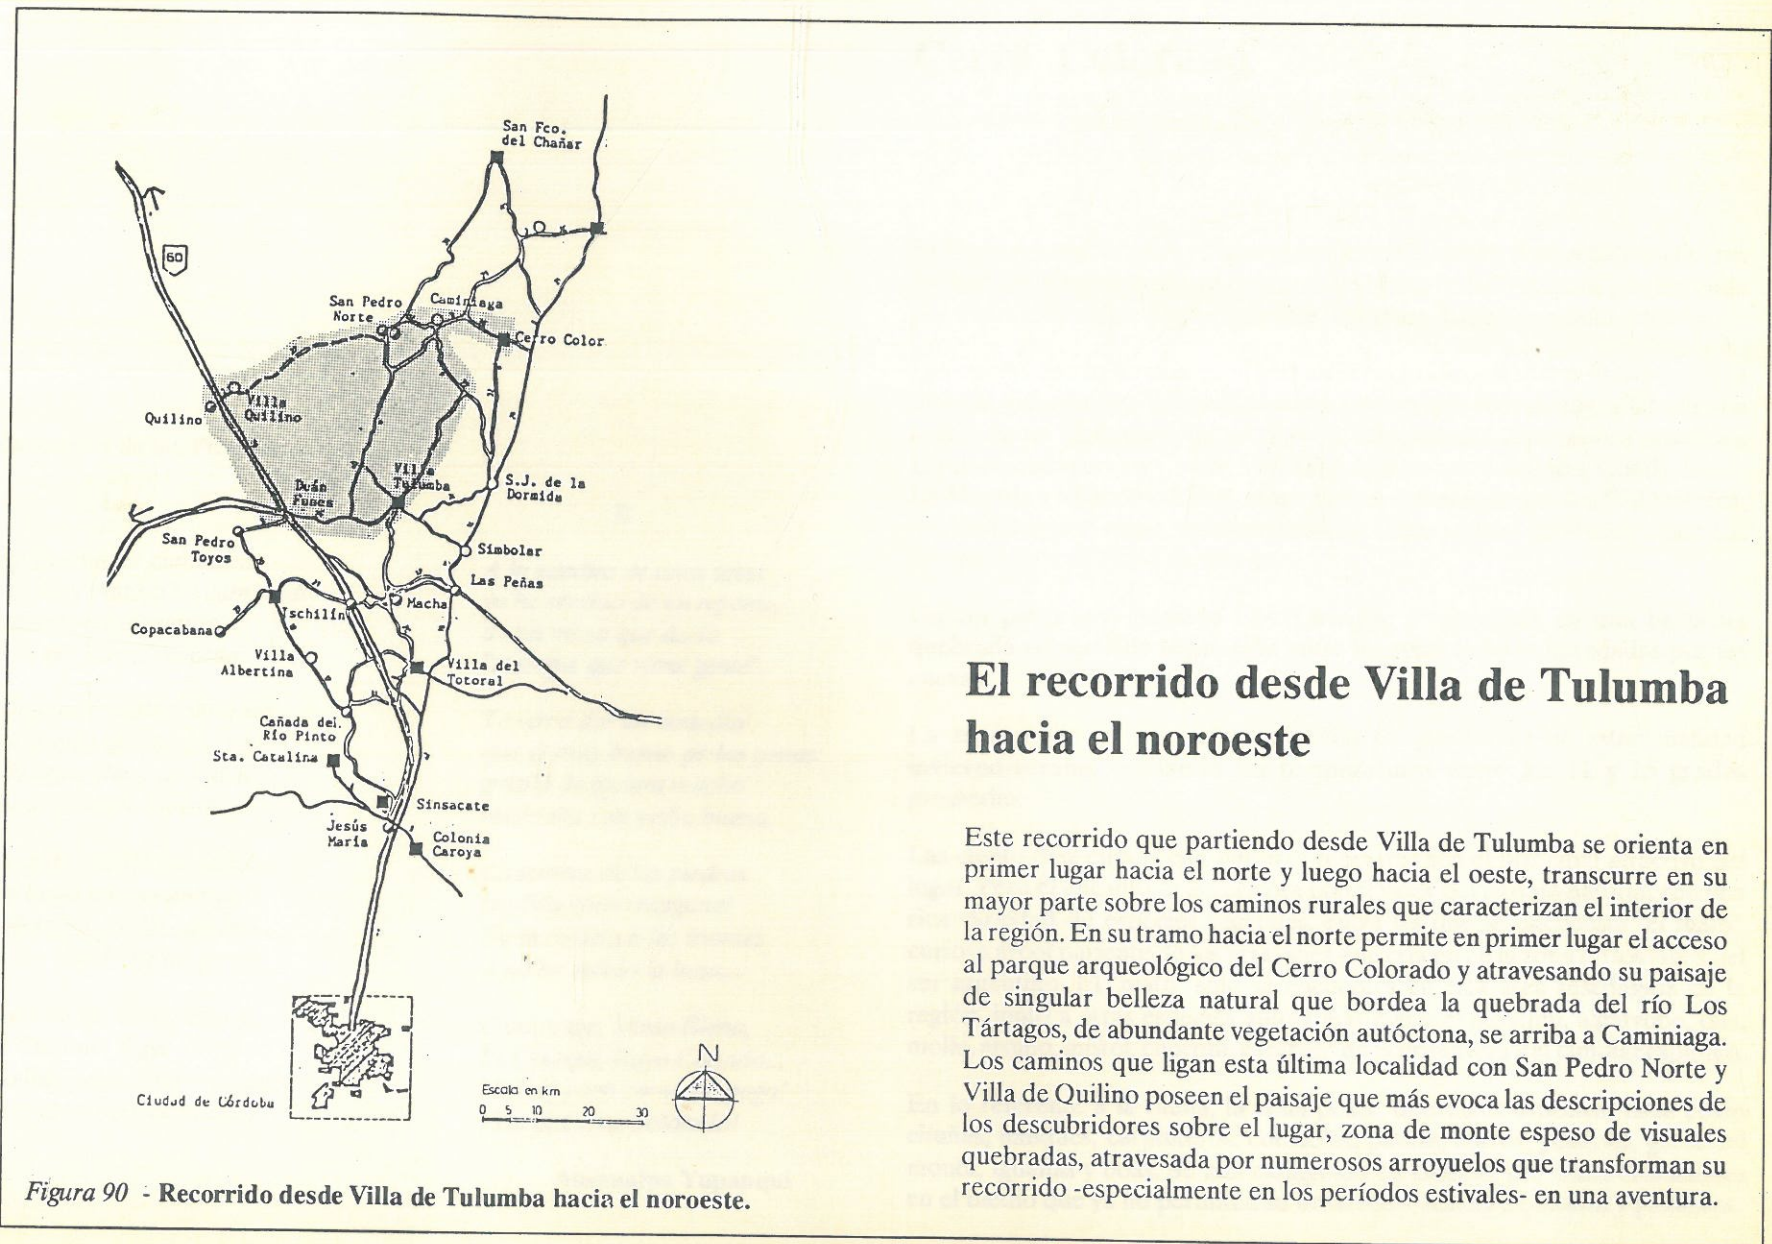 San Fco.
del Chañar
60
San Pedro
Norte
Caminiaga
Cerro Color
Villa
Quilino
Quilino
Villa
Tulumba
Deán
Funes
S.J. de la
Dormida
San Pedro
Toyos
Simbolar
Las Peñas
Macha
Ischilín
Copacabana
Villa
Albertina
Villa del
Totoral
Cañada del
Río Pinto
Sta. Catalina
Sinsacate
Jesús
María
Colonia
Caroya
Ciudad de Córdoba
Escala en km
0 5 10 20 30
N
Figura 90 - Recorrido desde Villa de Tulumba hacia el noroeste.
El recorrido desde Villa de Tulumba
hacia el noroeste
Este recorrido que partiendo desde Villa de Tulumba se orienta en
primer lugar hacia el norte y luego hacia el oeste, transcurre en su
mayor parte sobre los caminos rurales que caracterizan el interior de
la región. En su tramo hacia el norte permite en primer lugar el acceso
al parque arqueológico del Cerro Colorado y atravesando su paisaje
de singular belleza natural que bordea la quebrada del río Los
Tártagos, de abundante vegetación autóctona, se arriba a Caminiaga.
Los caminos que ligan esta última localidad con San Pedro Norte y
Villa de Quilino poseen el paisaje que más evoca las descripciones de
los descubridores sobre el lugar, zona de monte espeso de visuales
quebradas, atravesada por numerosos arroyuelos que transforman su
recorrido -especialmente en los períodos estivales- en una aventura.